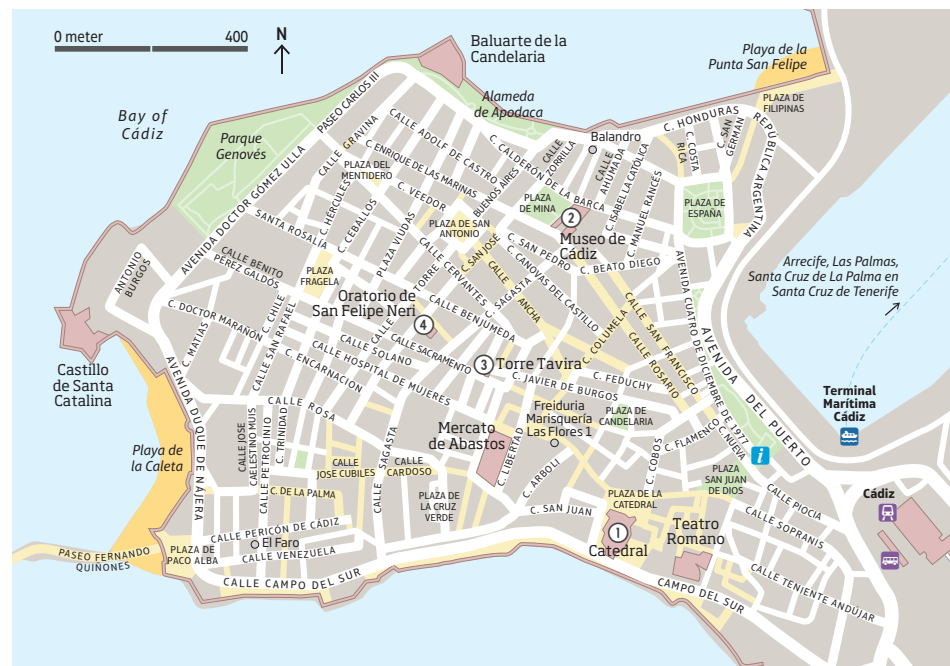 0 meter 400
N
Baluarte de la
Candelaria
Playa de la
Punta San Felipe
Bay of
Cádiz
Parque
Genovés
PASEO CARLOS III
Alameda
de Apodaca
PLAZA DE
FILIPINAS
C. HONDURAS
C. SAN
GERMAN
C. COSTA
RICA
REPÚBLICA ARGENTINA
Balandro
CALLE GRAVINA
CALLE ADOLF DE CASTRO
C. CALDERÓN DE LA BARCA
CALLE
ZORRILLA
CALLE
AHUMADA
C. ISABELLA CATÓLICA
C. MANUEL RANCÉS
C. ENRIQUE DE LAS MARINAS
PLAZA DEL
MENTIDERO
AVENIDA DOCTOR GÓMEZ ULLA
C. VEEDOR
BUENOS AIRES
PLAZA
DE MINA
2
Museo de
Cádiz
PLAZA DE
ESPAÑA
C. HÉRCULES
C. CEBALLOS
SANTA ROSALÍA
PLAZA VIUDAS
PLAZA DE SAN
ANTONIO
C. SAN JOSÉ
C. SAN PEDRO
C. BEATO DIEGO
ANTONIO
BURGOS
CALLE BENITO
PÉREZ GALDOS
PLAZA
FRAGELA
CALLE TORRE
CALLE CERVANTES
CALLE ANCHA
C. SAGASTA
C. CANOVAS DEL CASTILLO
AVENIDA CUATRO DE DICIEMBRE DE 1977
Arrecife, Las Palmas,
Santa Cruz de La Palma en
Santa Cruz de Tenerife
Oratorio de
San Felipe Neri
4
C. DOCTOR MARAÑON
C. CHILE
CALLE SAN RAFAEL
C. MATIAS
CALLE BENJUMEDA
C. COLUMELA
CALLE SAN FRANCISCO
CALLE ROSARIO
AVENIDA DEL PUERTO
Castillo
de Santa
Catalina
CALLE SOLANO
CALLE SACRAMENTO
CALLE HOSPITAL DE MUJERES
C. ENCARNACION
3
Torre Tavira
C. JAVIER DE BURGOS
C. FEDUCHY
Terminal
Marítima
Cádiz
AVENIDA DUQUE DE NÁJERA
CALLE ROSA
Freiduria
Marisquería
Las Flores 1
PLAZA DE
CANDELARIA
C. FLAMENCO
C. NUEVA
Playa de
la Caleta
CALLE JOSE
CAELESTINO MUIS
CALLE PETROCINIO
C. TRINIDAD
Mercato
de Abastos
C. LIBERTAD
C. ARBOLI
C. COBOS
i
CALLE
JOSE CUBILES
CALLE SAGASTA
CALLE
CARDOSO
PLAZA
SAN JUAN
DE DIOS
C. DE LA PALMA
PLAZA DE
LA CRUZ
VERDE
C. SAN JUAN
PLAZA DE LA
CATEDRAL
CALLE PIOCIA
CALLE SOPRANIS
Cádiz
CALLE PERICÓN DE CÁDIZ
El Faro
CALLE VENEZUELA
1
Catedral
Teatro
Romano
PASEO FERNANDO
QUIÑONES
PLAZA DE
PACO ALBA
CALLE CAMPO DEL SUR
CAMPO DEL SUR
CALLE TENIENTE ANDÚJAR